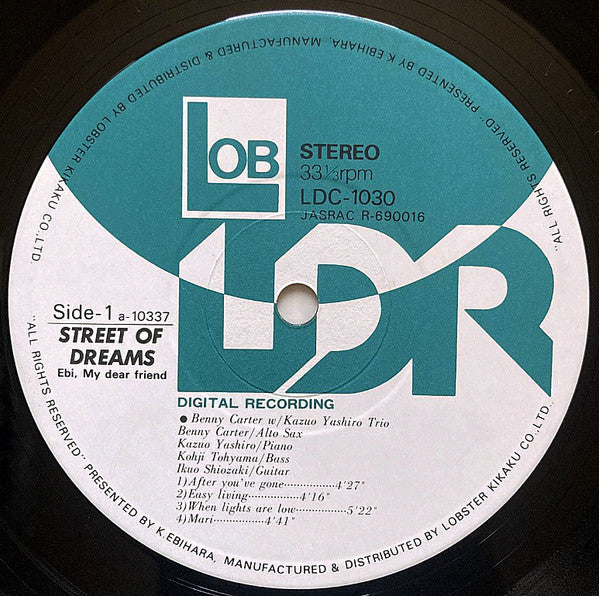 "ALL RIGHTS RESERVED" PRESENTED BY K.EBIHARA, MANUFACTURED & DISTRIBUTED BY LOBSTER KIKAKU CO.,LTD.
LOB
STEREO
33 1/3rpm
LDC-1030
JASRAC R-690016
LDR
Side-1 a-10337
STREET OF
DREAMS
Ebi, My dear friend
DIGITAL RECORDING
● Benny Carter w/Kazuo Yashiro Trio
Benny Carter/Alto Sax
Kazuo Yashiro/Piano
Kohji Tohyama/Bass
Ikuo Shiozaki/Guitar
1)After you've gone··············4'27"
2)Easy living·················4'16"
3)When lights are low··············5'22"
4)Mari·················4'41"
"ALL RIGHTS RESERVED" PRESENTED BY K.EBIHARA, MANUFACTURED & DISTRIBUTED BY LOBSTER KIKAKU CO.,LTD.